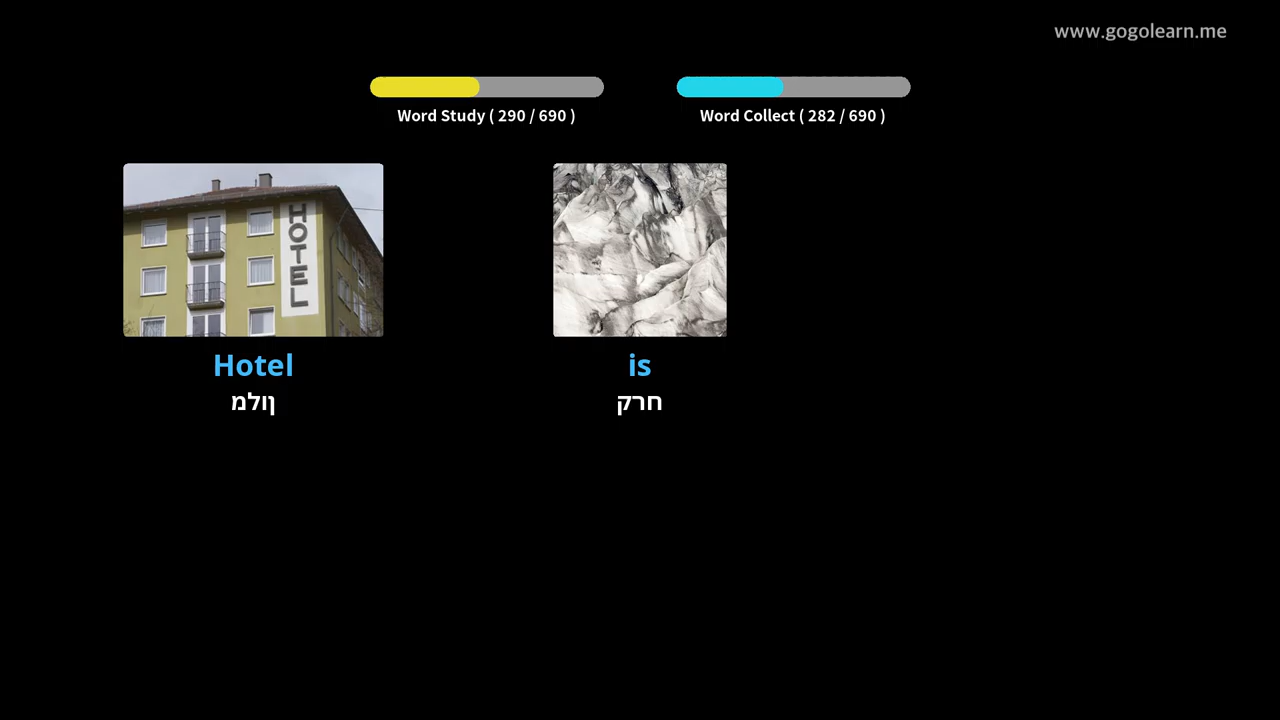 www.gogolearn.me
Word Study ( 290 / 690 )
Word Collect ( 282 / 690 )
HOTEL
Hotel
ןולמ
is
חרק